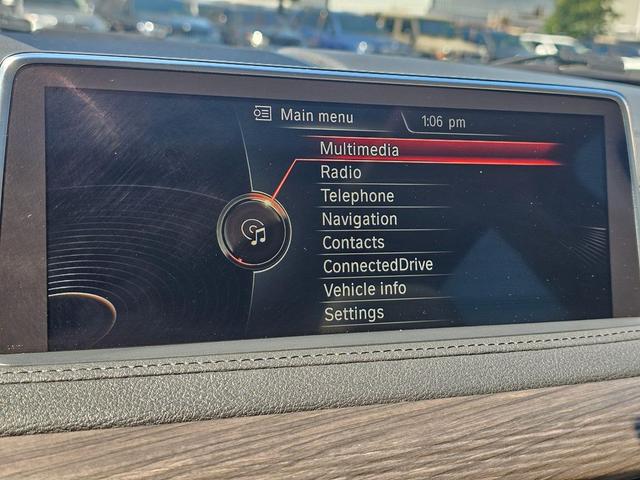 Main menu
1:06 pm
Multimedia
Radio
Telephone
Navigation
Contacts
ConnectedDrive
Vehicle info
Settings